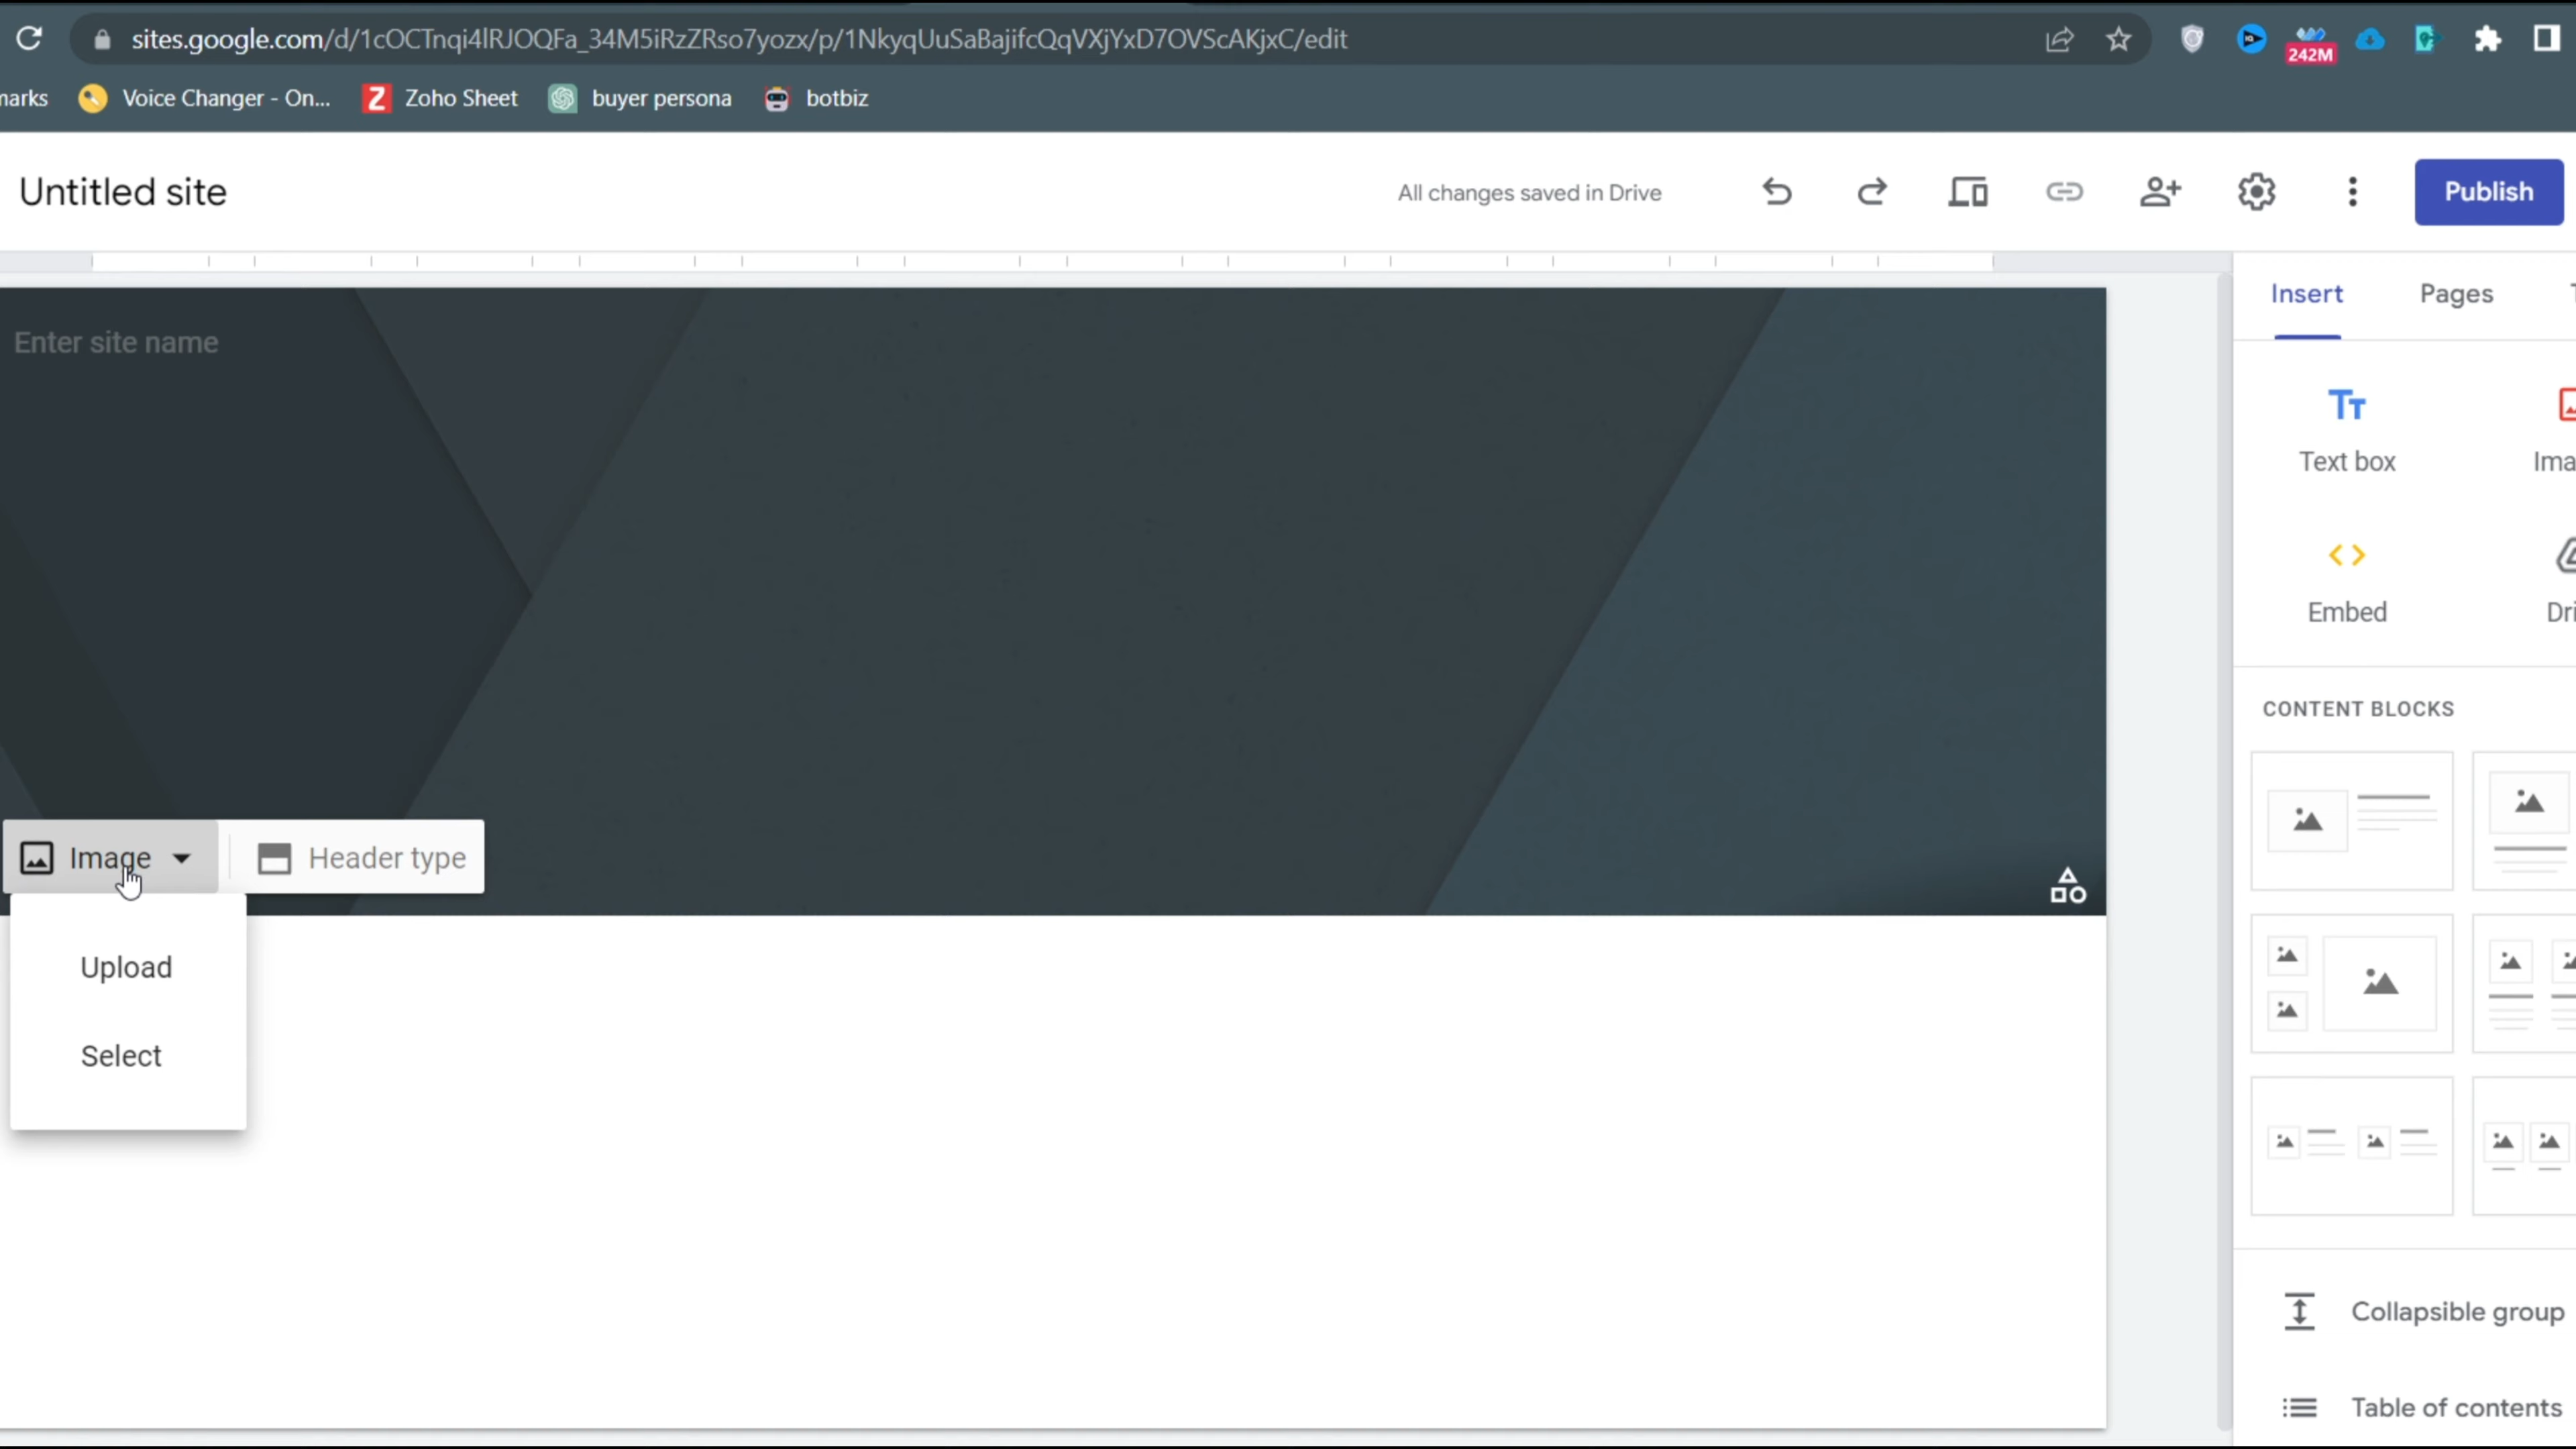 sites.google.com/d/1cOCTnqi4lRJOQFa_34M5iRzZRso7yozx/p/1NkyqUuSaBajifcQqVXjYxD7OVScAKjxC/edit
242M
marks
Voice Changer - On...
Zoho Sheet
buyer persona
botbiz
Untitled site
All changes saved in Drive
Publish
Insert
Pages
T
Enter site name
Text box
Ima
Embed
Dri
CONTENT BLOCKS
Image
Header type
Upload
Select
Collapsible group
Table of contents